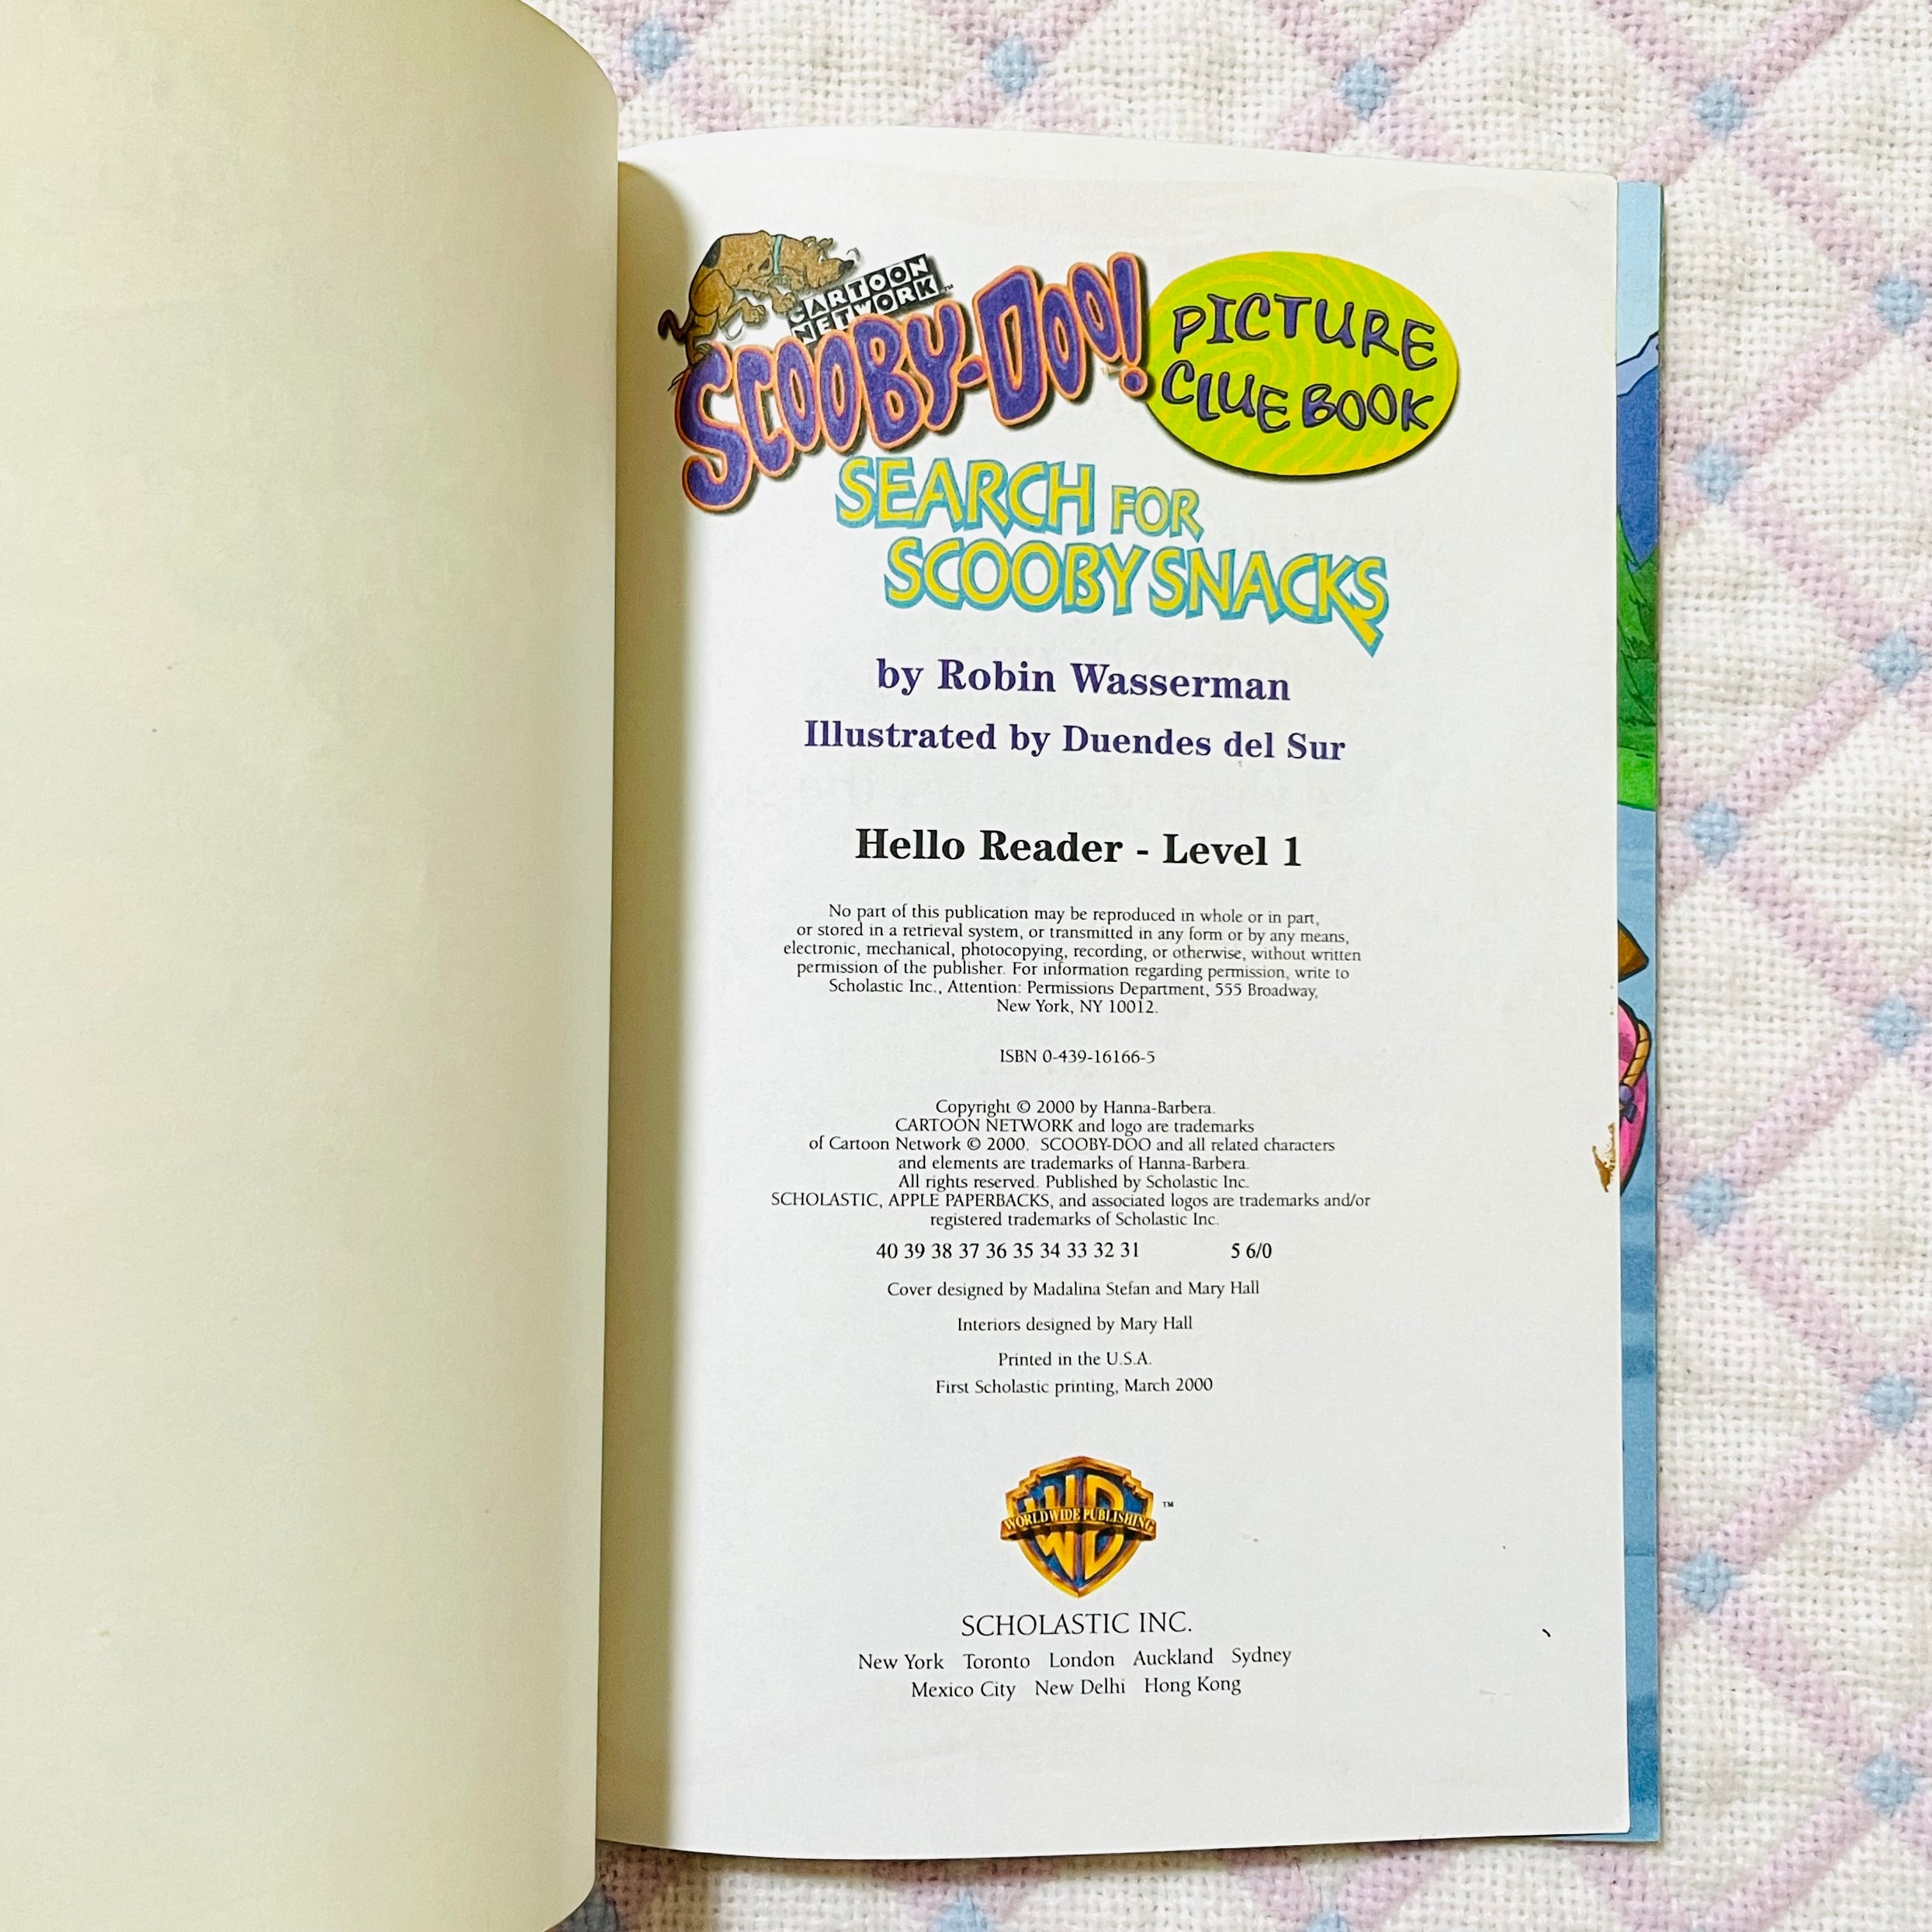 CARTOON
NETWORK
SCOOBY-DOO!
PICTURE
CLUE BOOK
SEARCH FOR
SCOOBY SNACKS
by Robin Wasserman
Illustrated by Duendes del Sur
Hello Reader - Level 1
No part of this publication may be reproduced in whole or in part,
or stored in a retrieval system, or transmitted in any form or by any means,
electronic, mechanical, photocopying, recording, or otherwise, without written
permission of the publisher. For information regarding permission, write to
Scholastic Inc., Attention: Permissions Department, 555 Broadway,
New York, NY 10012.
ISBN 0-439-16166-5
Copyright © 2000 by Hanna-Barbera.
CARTOON NETWORK and logo are trademarks
of Cartoon Network © 2000. SCOOBY-DOO and all related characters
and elements are trademarks of Hanna-Barbera.
All rights reserved. Published by Scholastic Inc.
SCHOLASTIC, APPLE PAPERBACKS, and associated logos are trademarks and/or
registered trademarks of Scholastic Inc.
40 39 38 37 36 35 34 33 32 31 5 6/0
Cover designed by Madalina Stefan and Mary Hall
Interiors designed by Mary Hall
Printed in the U.S.A.
First Scholastic printing, March 2000
WB ™
WORLDWIDE PUBLISHING
SCHOLASTIC INC.
New York Toronto London Auckland Sydney
Mexico City New Delhi Hong Kong